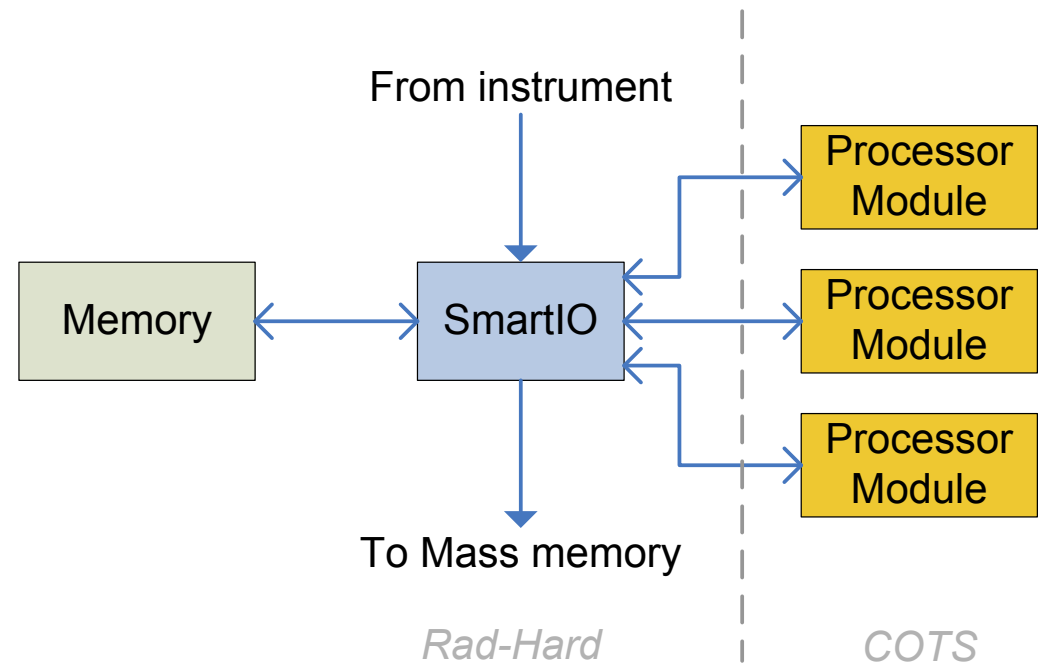 From instrument
Processor
Module
Memory
SmartIO
Processor
Module
Processor
Module
To Mass memory
Rad-Hard
COTS